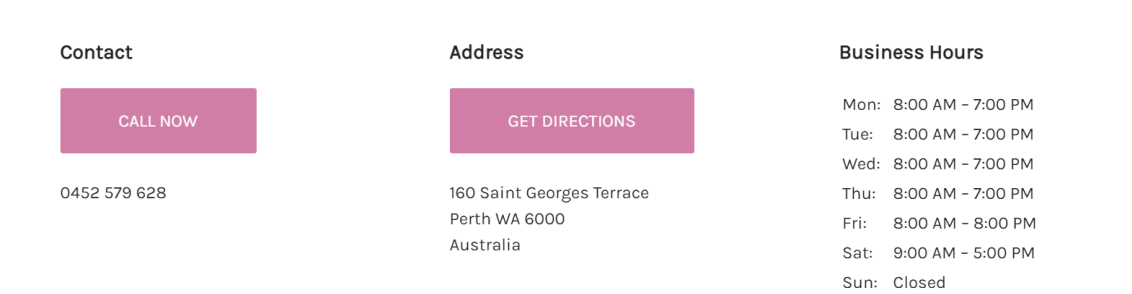 Contact
CALL NOW
0452 579 628
Address
GET DIRECTIONS
160 Saint Georges Terrace
Perth WA 6000
Australia
Business Hours
Mon: 8:00 AM – 7:00 PM
Tue: 8:00 AM – 7:00 PM
Wed: 8:00 AM – 7:00 PM
Thu: 8:00 AM – 7:00 PM
Fri: 8:00 AM – 8:00 PM
Sat: 9:00 AM – 5:00 PM
Sun: Closed